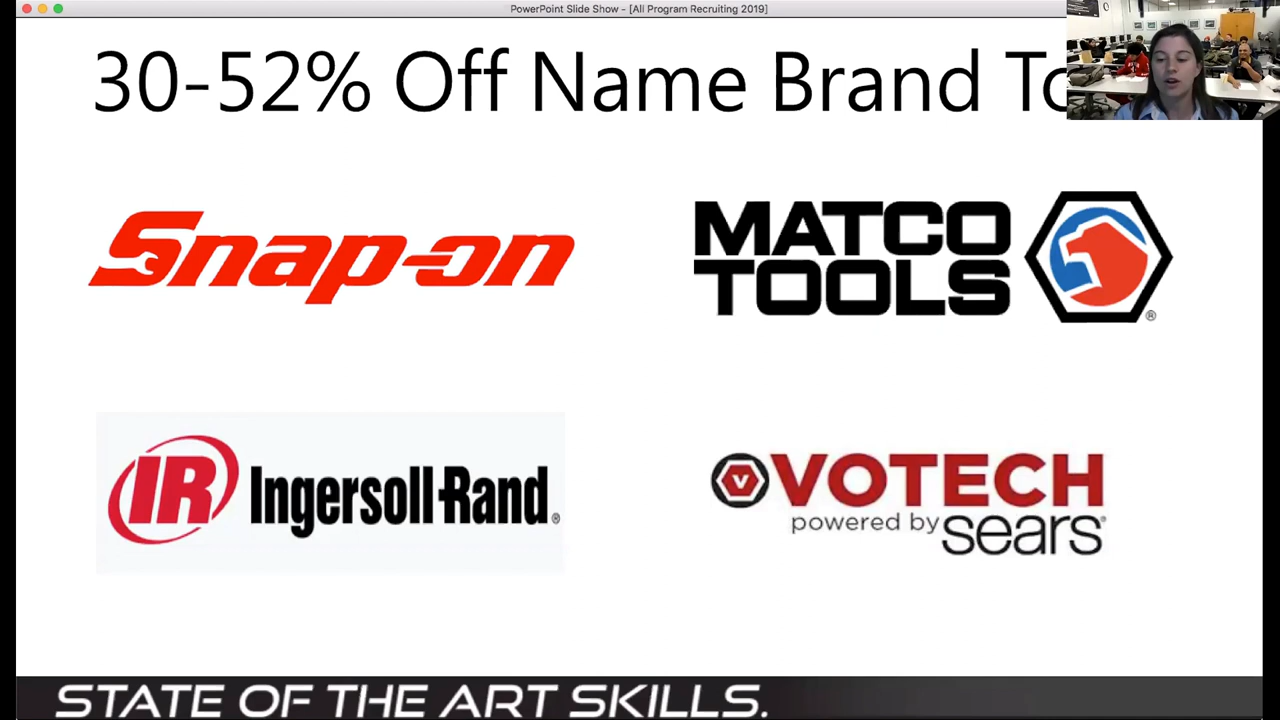 PowerPoint Slide Show - [All Program Recruiting 2019]
30-52% Off Name Brand To
Snap-on
MATCO
TOOLS
®
IR Ingersoll-Rand®
V VOTECH
powered by sears®
STATE OF THE ART SKILLS.